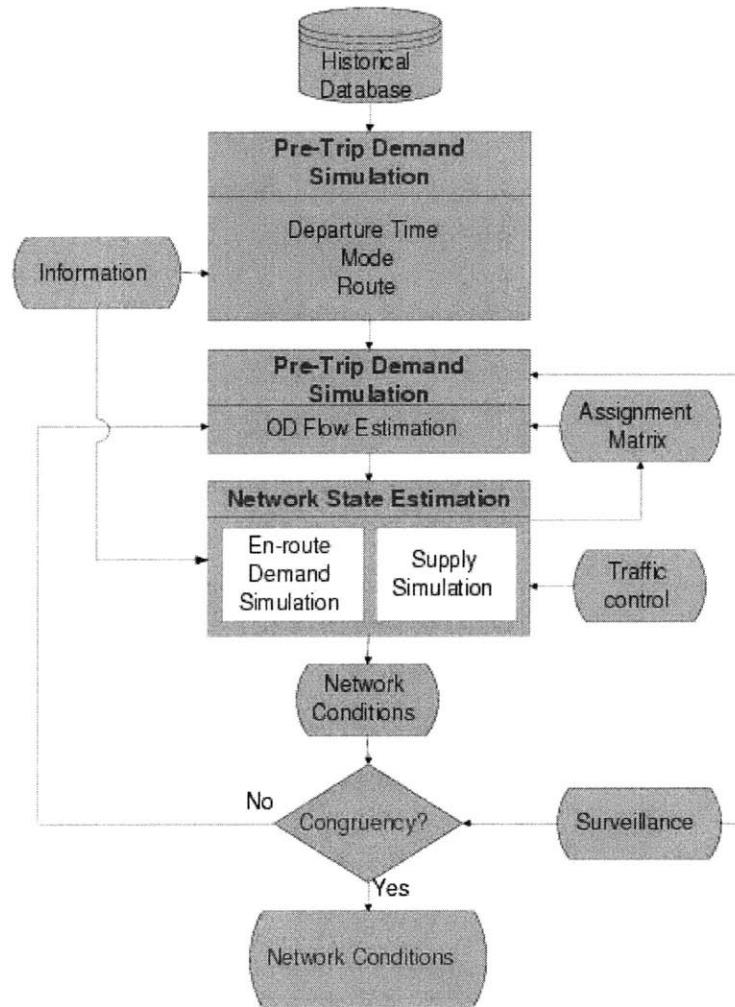 Historical
Database
Pre-Trip Demand
Simulation
Departure Time
Mode
Route
Information
Pre-Trip Demand
Simulation
OD Flow Estimation
Assignment
Matrix
Network State Estimation
En-route
Demand
Simulation
Supply
Simulation
Traffic
control
Network
Conditions
No
Congruency?
Surveillance
Yes
Network Conditions